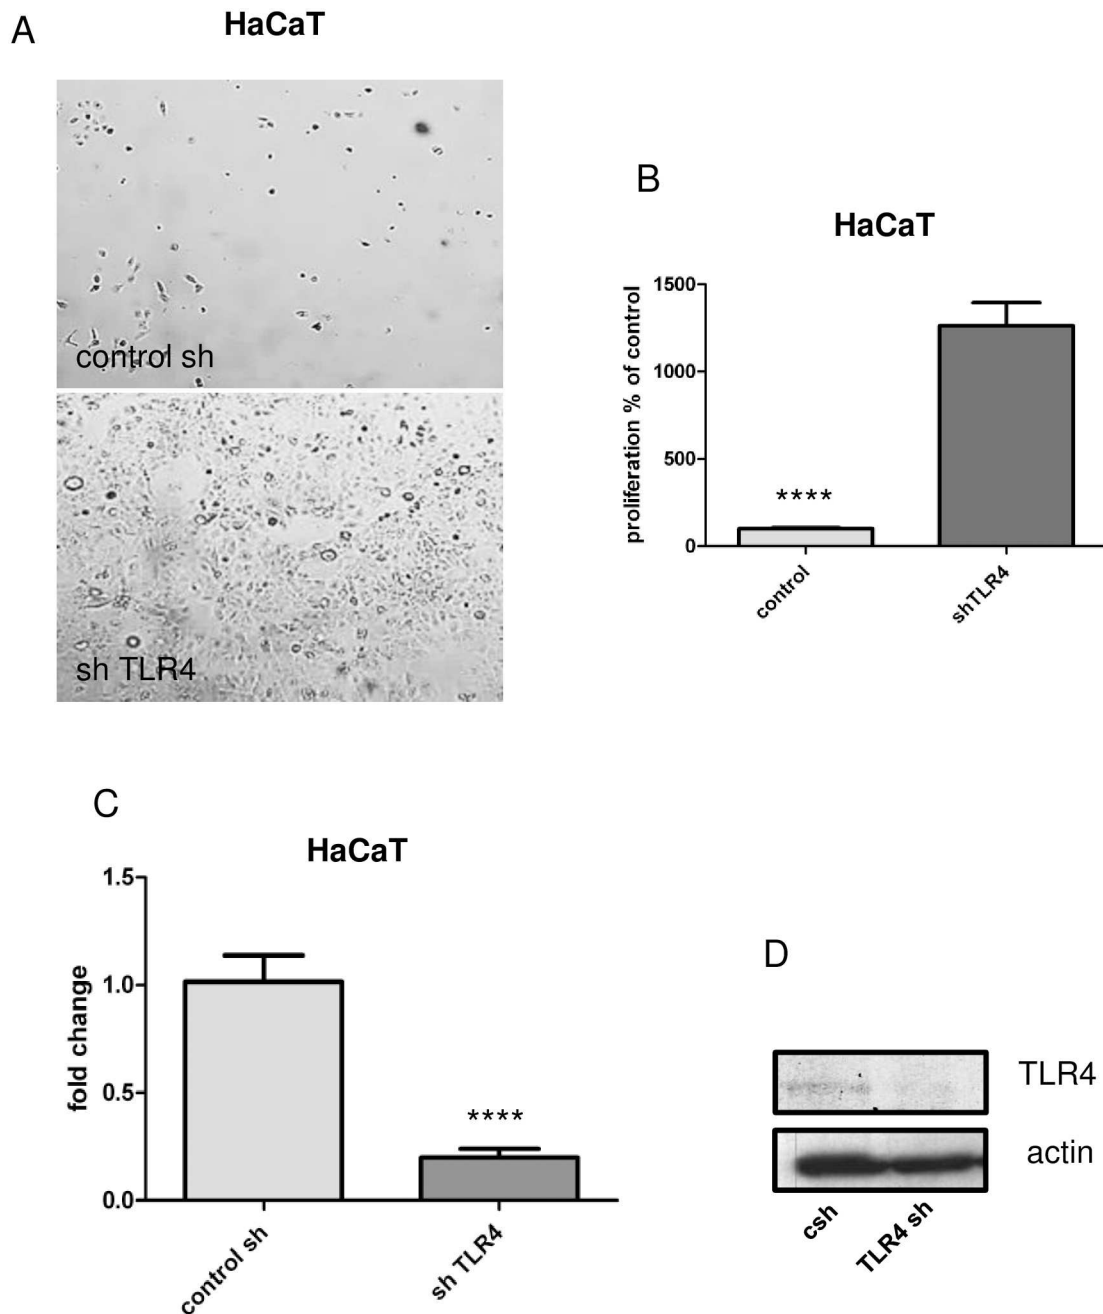 A
HaCaT
control sh
sh TLR4
B
HaCaT
proliferation % of control
1500
1000
500
0
****
control
shTLR4
C
HaCaT
fold change
1.5
1.0
0.5
0.0
****
control sh
sh TLR4
D
TLR4
actin
csh
TLR4 sh